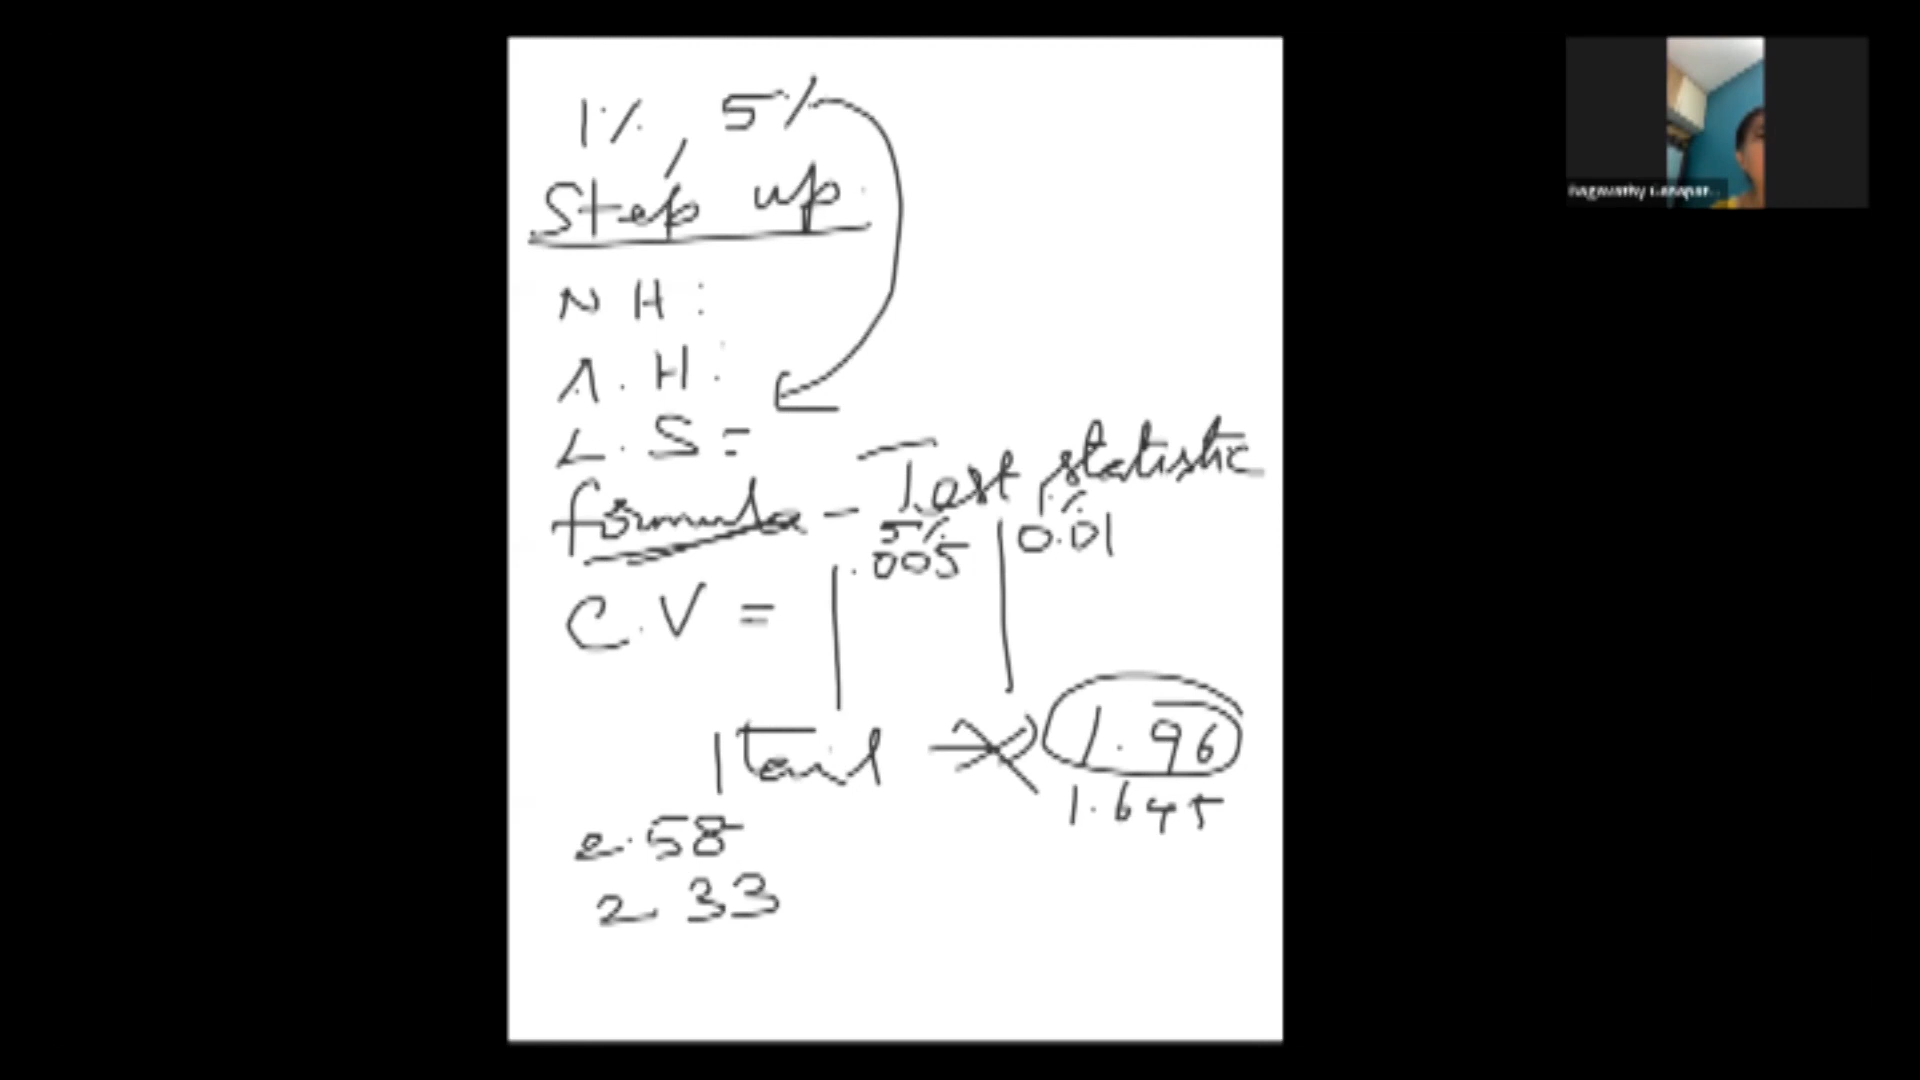 1%, 5%
Step up
N H :
A. H :
L. S =
formula - Test statistic
5% 1%
.005 0.01
C.V =
1 Tail 1.96
1.645
2.58
2.33